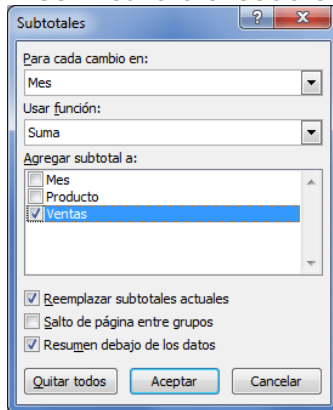 Subtotales
Para cada cambio en:
Mes
Usar función:
Suma
Agregar subtotal a:
Mes
Producto
Ventas
Reemplazar subtotales actuales
Salto de página entre grupos
Resumen debajo de los datos
Quitar todos Aceptar Cancelar